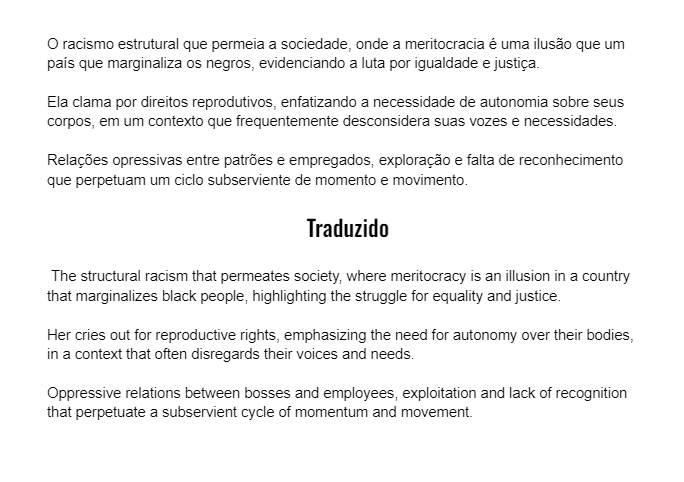 O racismo estrutural que permeia a sociedade, onde a meritocracia é uma ilusão que um
país que marginaliza os negros, evidenciando a luta por igualdade e justiça.
Ela clama por direitos reprodutivos, enfatizando a necessidade de autonomia sobre seus
corpos, em um contexto que frequentemente desconsidera suas vozes e necessidades.
Relações opressivas entre patrões e empregados, exploração e falta de reconhecimento
que perpetuam um ciclo subserviente de momento e movimento.
Traduzido
The structural racism that permeates society, where meritocracy is an illusion in a country
that marginalizes black people, highlighting the struggle for equality and justice.
Her cries out for reproductive rights, emphasizing the need for autonomy over their bodies,
in a context that often disregards their voices and needs.
Oppressive relations between bosses and employees, exploitation and lack of recognition
that perpetuate a subservient cycle of momentum and movement.